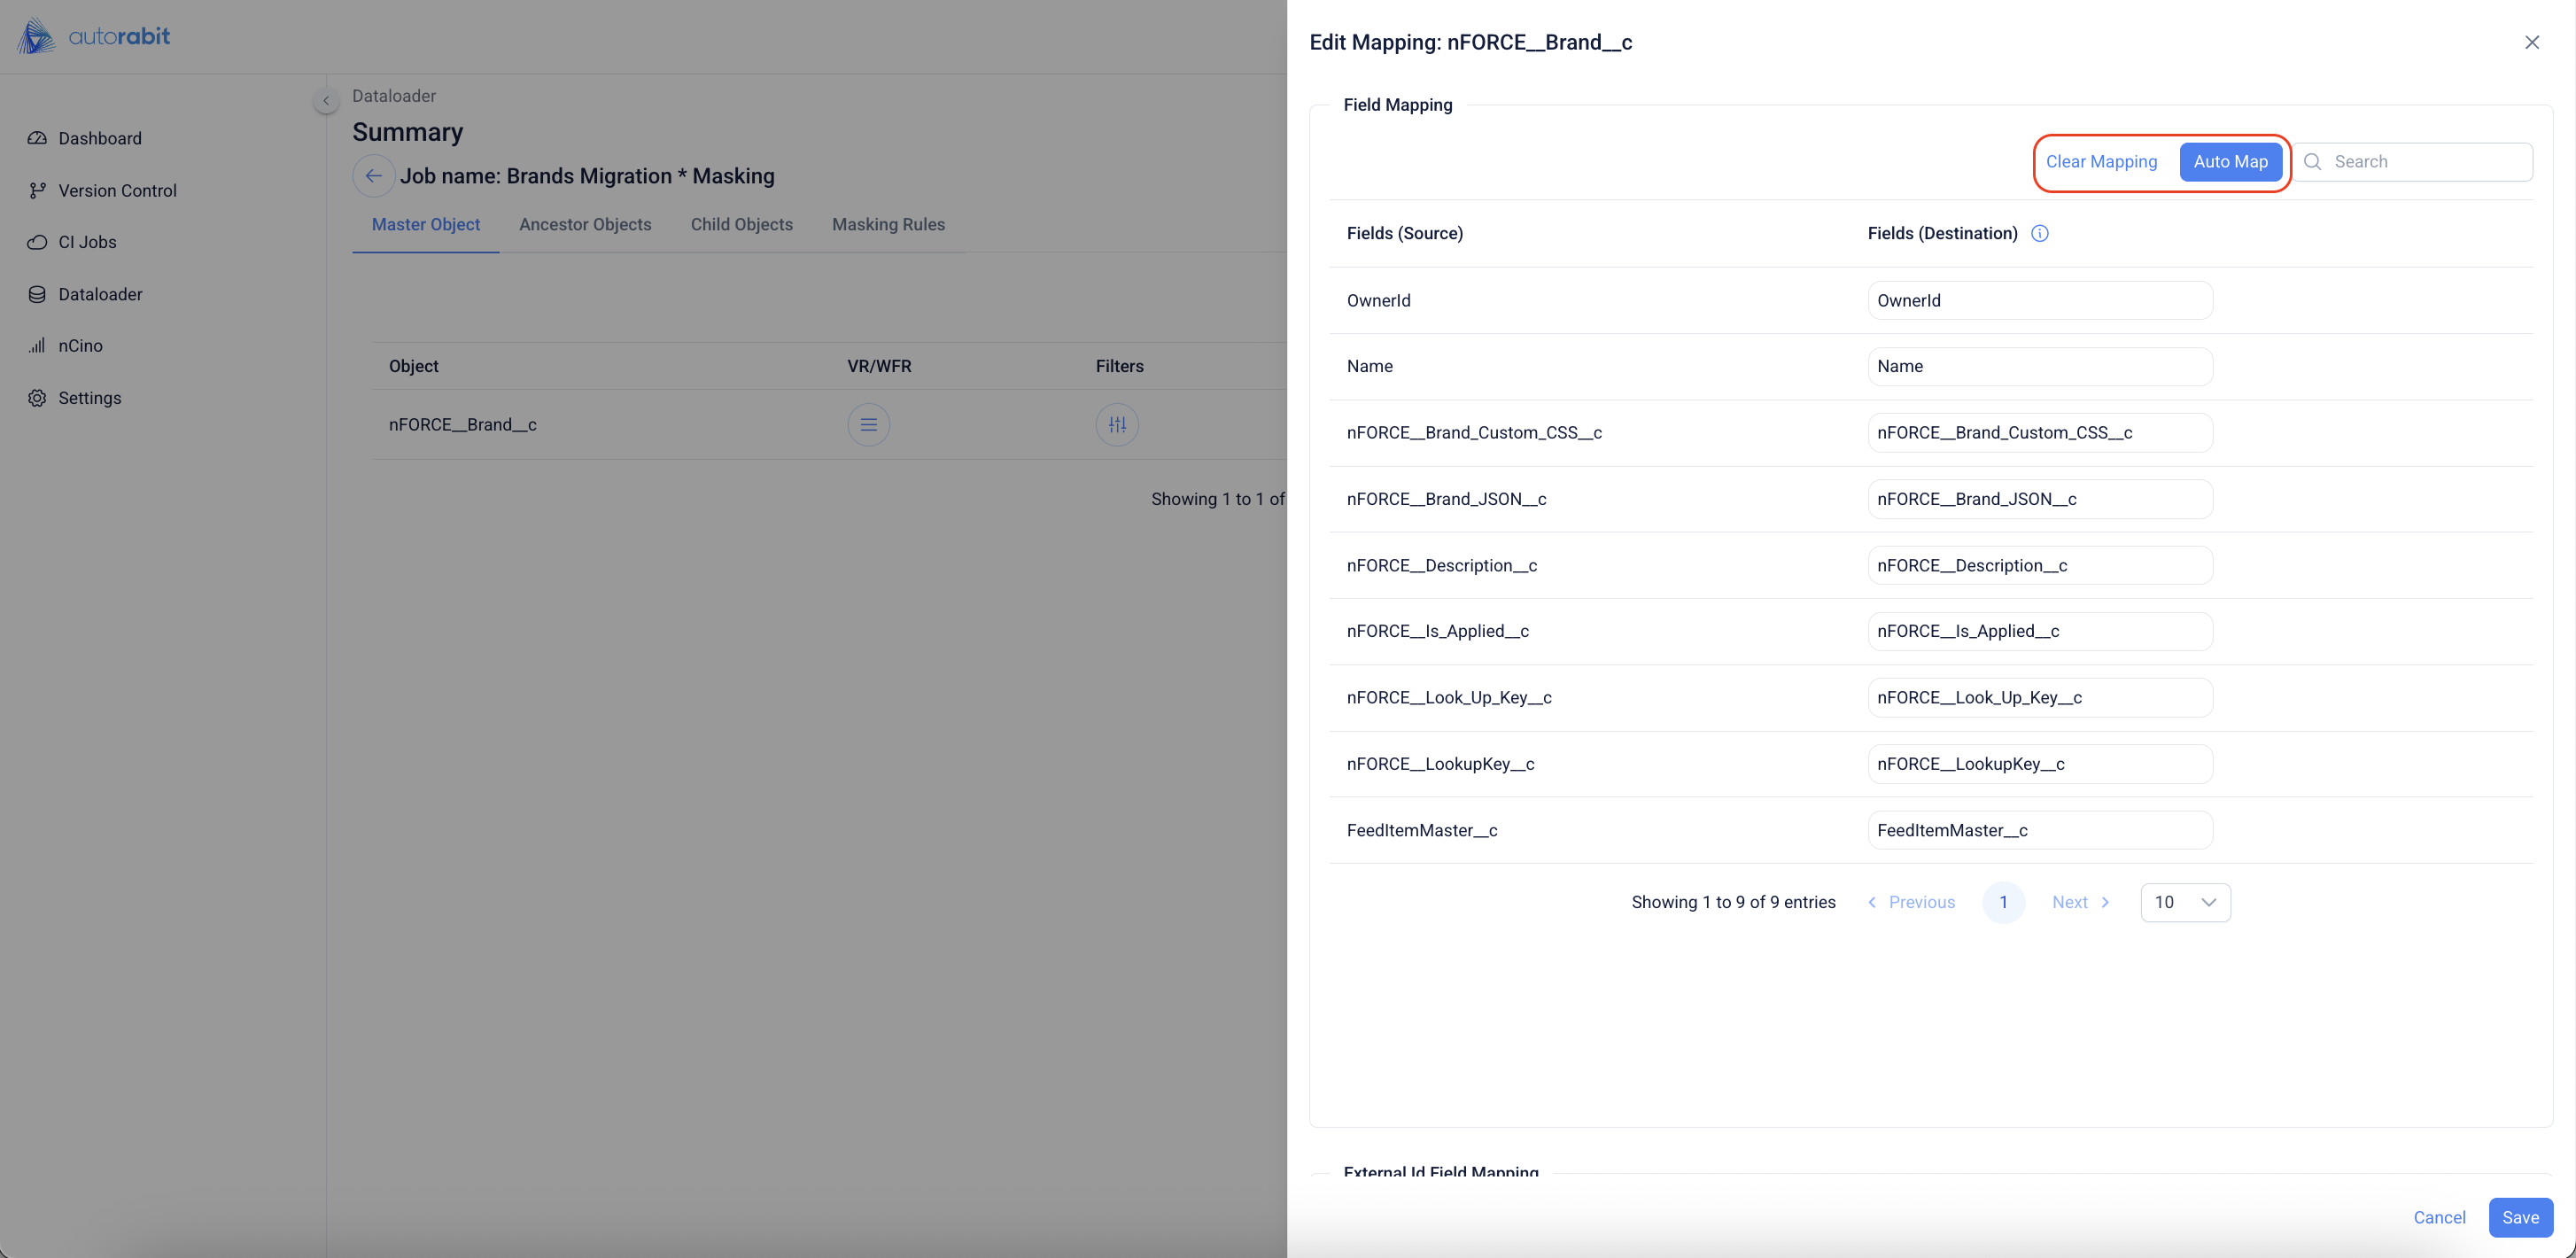 autorabit
Dashboard
Version Control
CI Jobs
Dataloader
nCino
Settings
Dataloader
Summary
Job name: Brands Migration * Masking
Master Object Ancestor Objects Child Objects Masking Rules
Object VR/WFR Filters
nFORCE__Brand__c
Showing 1 to 1 of
Edit Mapping: nFORCE__Brand__c
Field Mapping
Clear Mapping Auto Map Search
Fields (Source) Fields (Destination)
OwnerId OwnerId
Name Name
nFORCE__Brand_Custom_CSS__c nFORCE__Brand_Custom_CSS__c
nFORCE__Brand_JSON__c nFORCE__Brand_JSON__c
nFORCE__Description__c nFORCE__Description__c
nFORCE__Is_Applied__c nFORCE__Is_Applied__c
nFORCE__Look_Up_Key__c nFORCE__Look_Up_Key__c
nFORCE__LookupKey__c nFORCE__LookupKey__c
FeedItemMaster__c FeedItemMaster__c
Showing 1 to 9 of 9 entries Previous 1 Next 10
External Id Field Mapping
Cancel Save